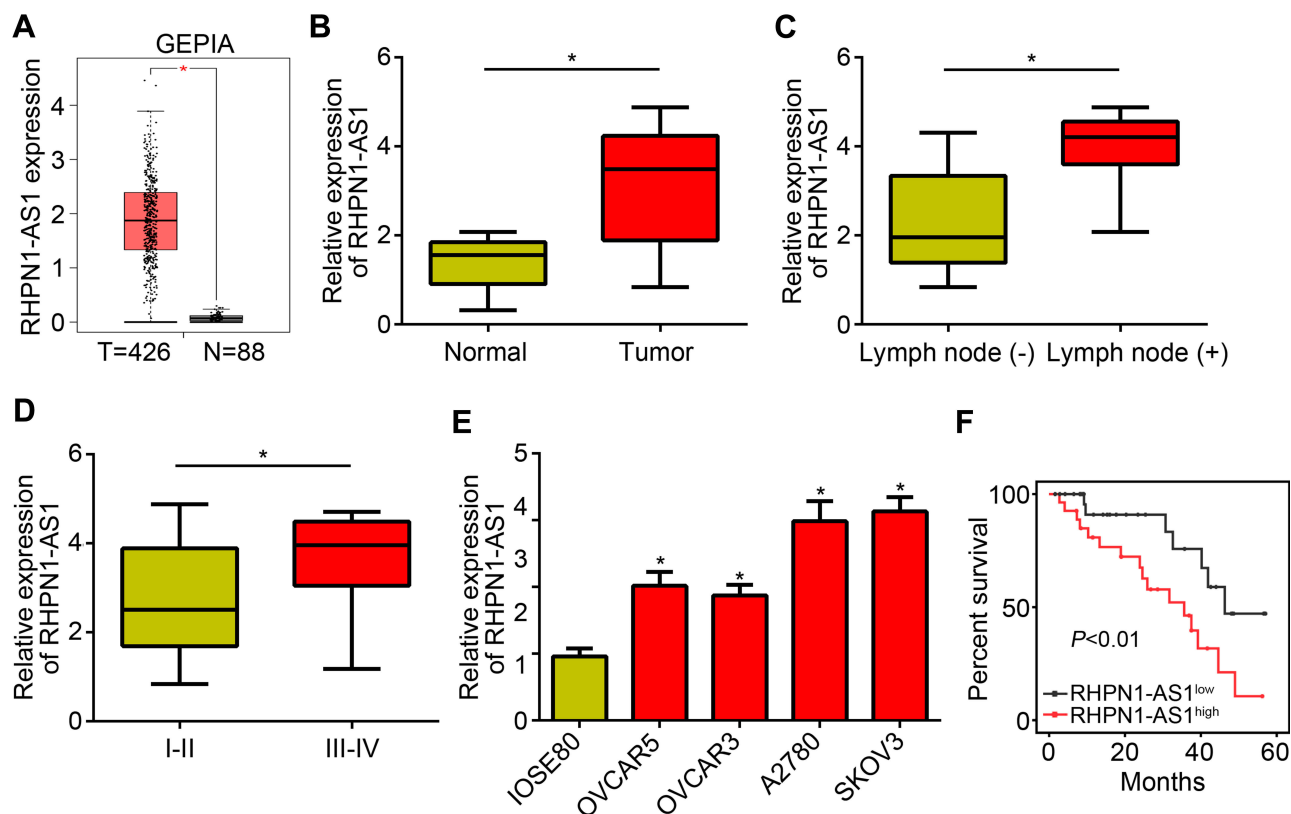 A
GEPIA
RHPN1-AS1 expression
4
3
2
1
0
*
T=426
N=88
B
Relative expression
of RHPN1-AS1
6
4
2
0
*
Normal
Tumor
C
Relative expression
of RHPN1-AS1
6
4
2
0
*
Lymph node (-)
Lymph node (+)
D
Relative expression
of RHPN1-AS1
6
4
2
0
*
I-II
III-IV
E
Relative expression
of RHPN1-AS1
5
4
3
2
1
0
*
*
*
*
IOSE80
OVCAR5
OVCAR3
A2780
SKOV3
F
Percent survival
100
50
0
P<0.01
RHPN1-AS1low
RHPN1-AS1high
0
20
40
60
Months